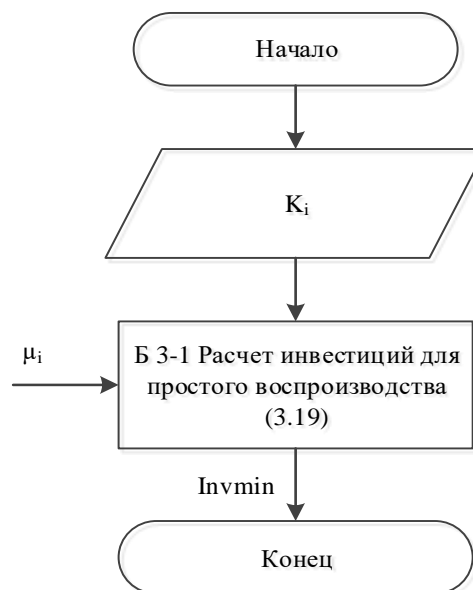 Начало
Kᵢ
μᵢ
Б 3-1 Расчет инвестиций для
простого воспроизводства
(3.19)
Invmin
Конец